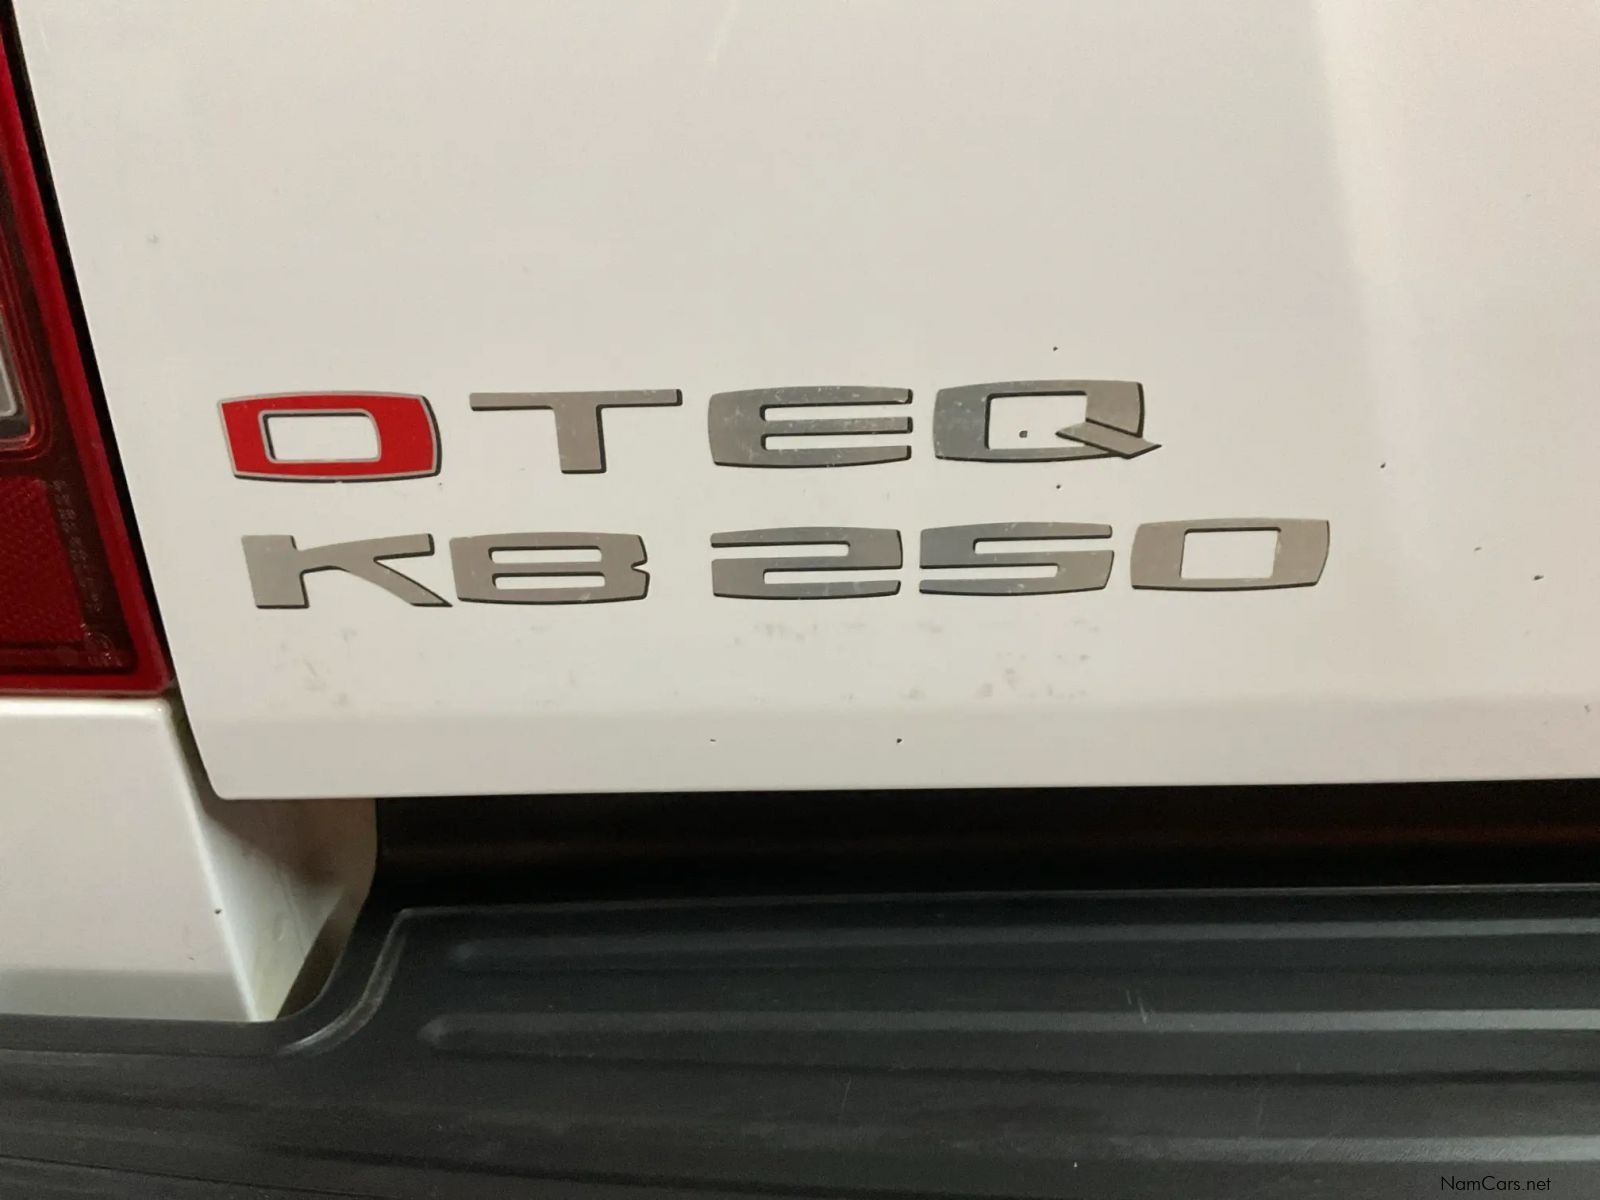 DTEQ
KB 250
NamCars.net